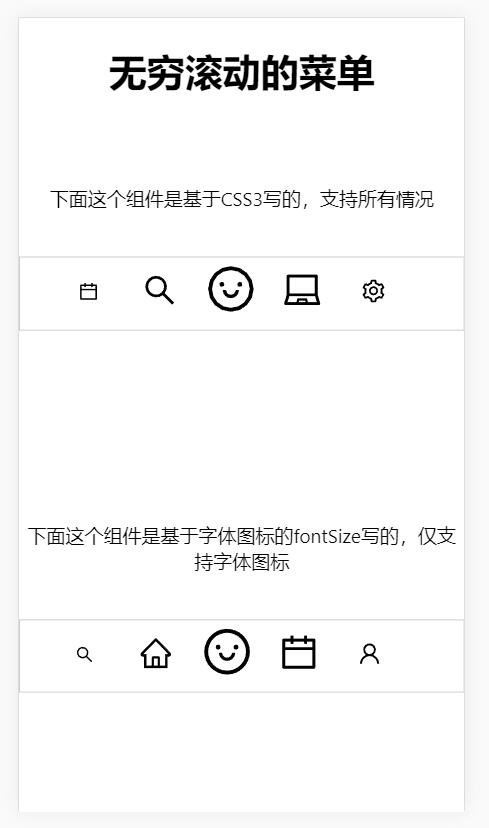 无穷滚动的菜单
下面这个组件是基于CSS3写的，支持所有情况
下面这个组件是基于字体图标的fontSize写的，仅支
持字体图标